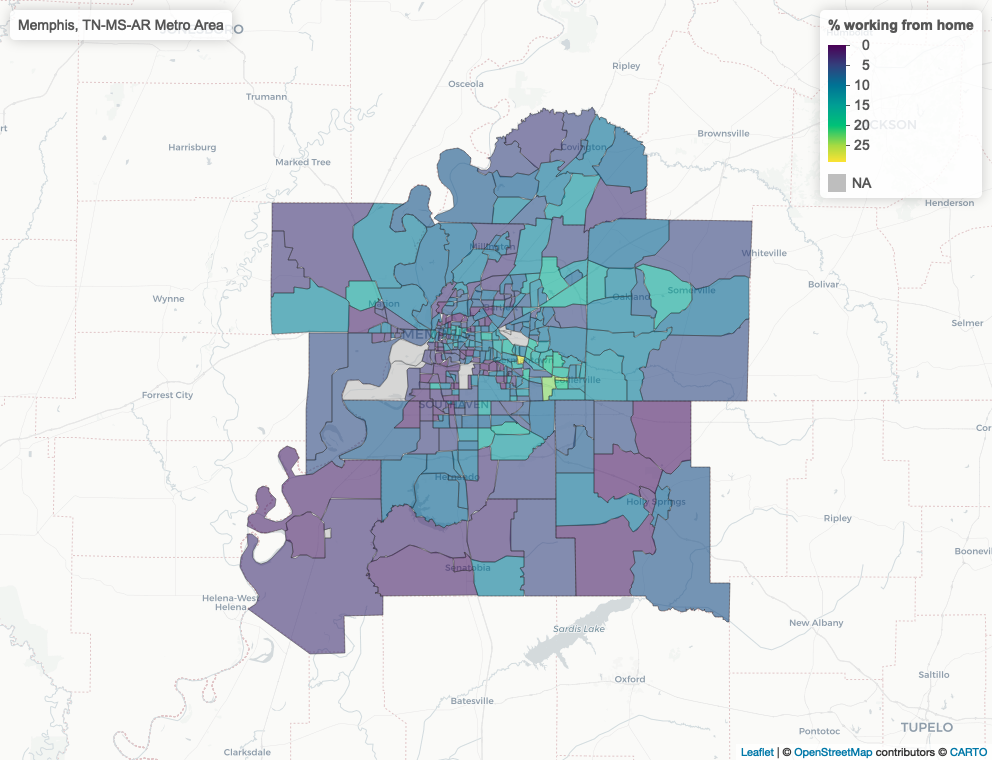 Memphis, TN-MS-AR Metro Area
% working from home
0
5
10
15
20
25
NA
JACKSON
Ripley
Osceola
Trumann
Brownsville
Harrisburg
Covington
Marked Tree
Henderson
Millington
Whiteville
Bolivar
Wynne
Marion
Oakland
Somerville
Selmer
MEMPHIS
Forrest City
SOUTHAVEN
Hernando
Holly Springs
Ripley
Senatobia
Helena-West
Helena
New Albany
Sardis Lake
Oxford
Saltillo
Batesville
TUPELO
Pontotoc
Clarksdale
Leaflet | © OpenStreetMap contributors © CARTO